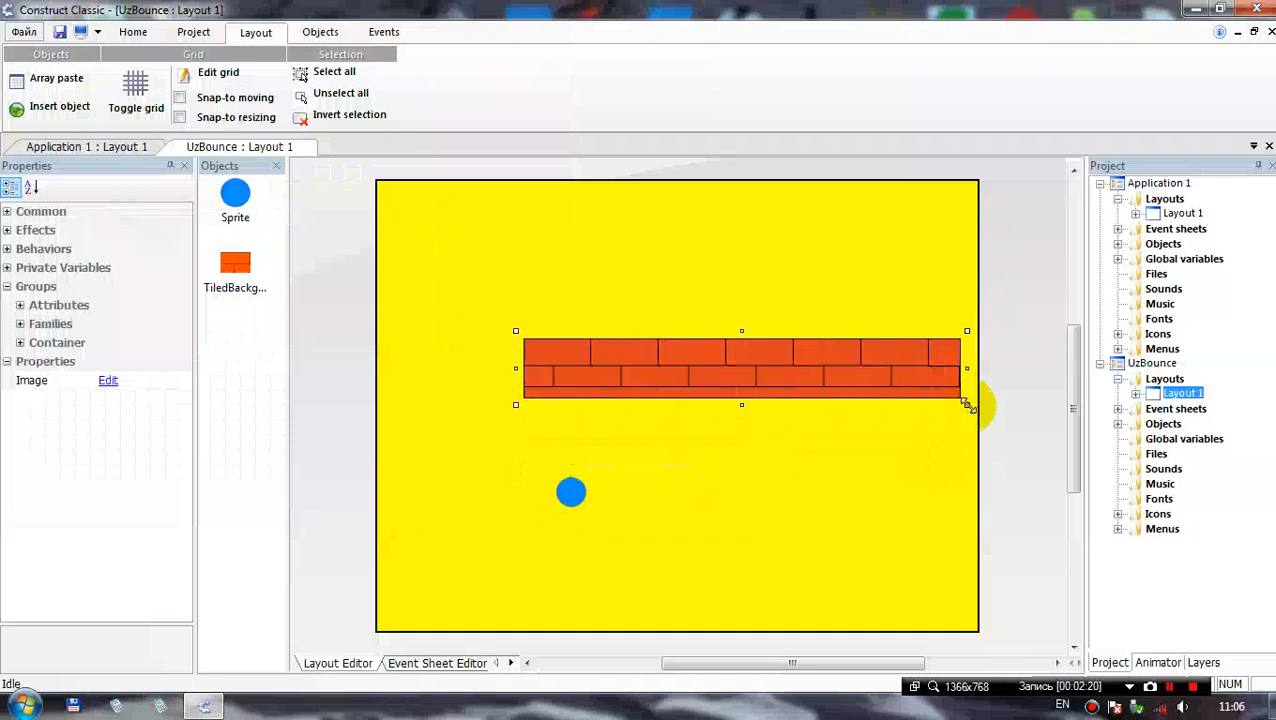 Construct Classic - [UzBounce : Layout 1]
Файл Home Project Layout Objects Events
Objects Grid Selection
Array paste
Insert object
Toggle grid
Edit grid
Snap-to moving
Snap-to resizing
Select all
Unselect all
Invert selection
Application 1 : Layout 1 UzBounce : Layout 1
Properties
Common
Effects
Behaviors
Private Variables
Groups
Attributes
Families
Container
Properties
Image Edit
Objects
Sprite
TiledBackg...
Project
Application 1
Layouts
Layout 1
Event sheets
Objects
Global variables
Files
Sounds
Music
Fonts
Icons
Menus
UzBounce
Layouts
Layout 1
Event sheets
Objects
Global variables
Files
Sounds
Music
Fonts
Icons
Menus
Layout Editor Event Sheet Editor
Project Animator Layers
Idle
1366x768 Запись [00:02:20]
NUM
EN
11:06